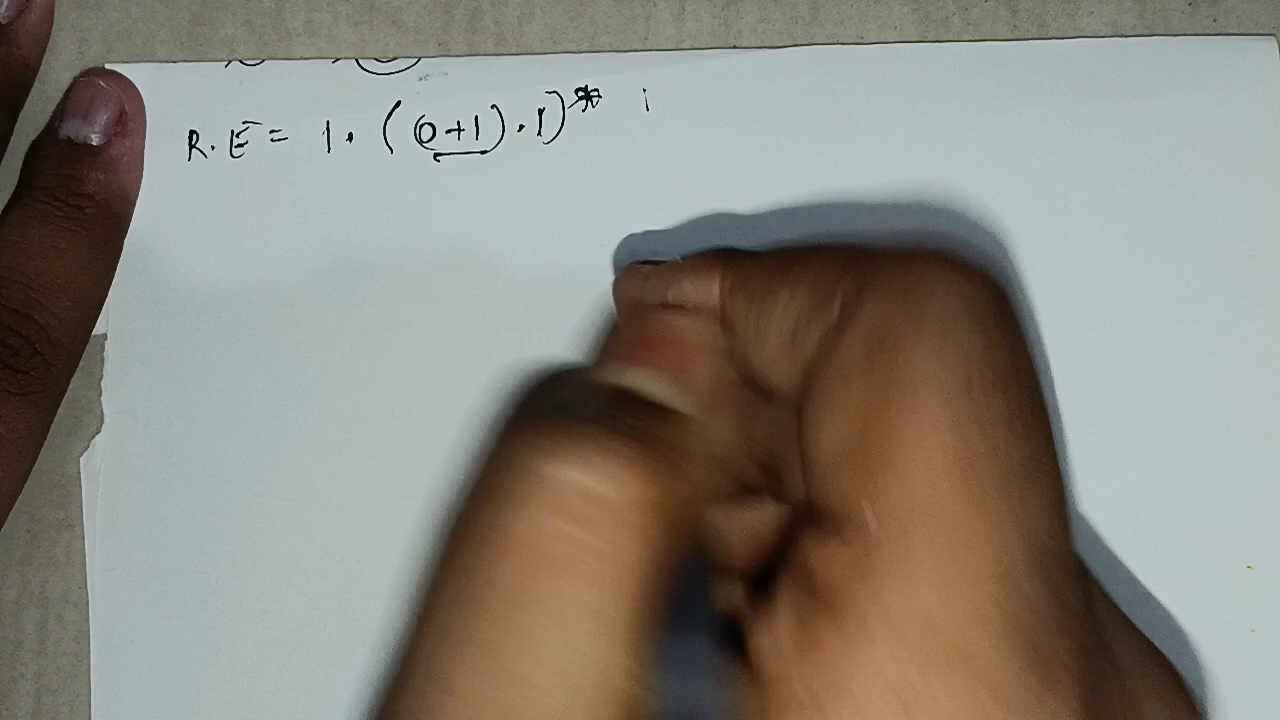 R.E = 1.(0+1).1)*